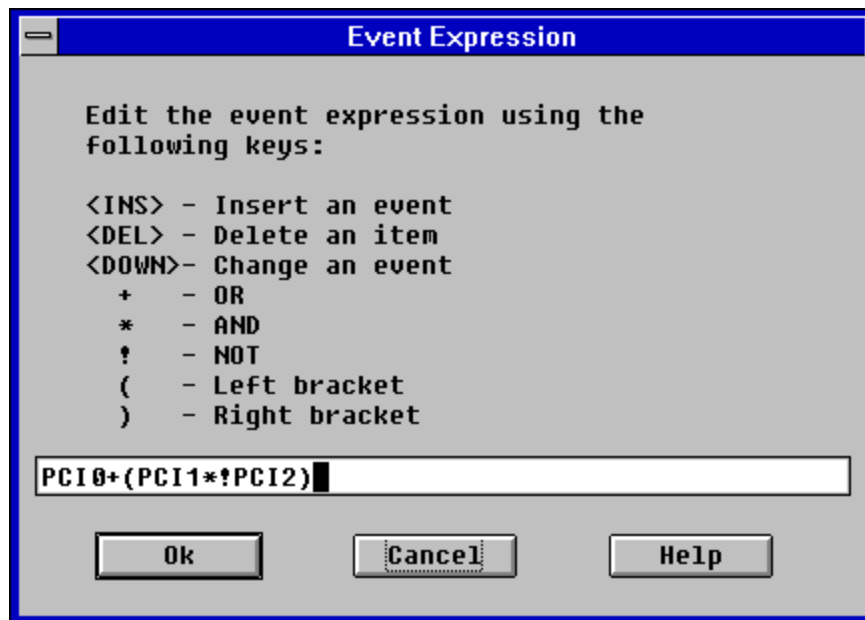 Event Expression
Edit the event expression using the
following keys:
<INS> - Insert an event
<DEL> - Delete an item
<DOWN>- Change an event
+ - OR
* - AND
! - NOT
( - Left bracket
) - Right bracket
PCI0+(PCI1*!PCI2)
Ok Cancel Help